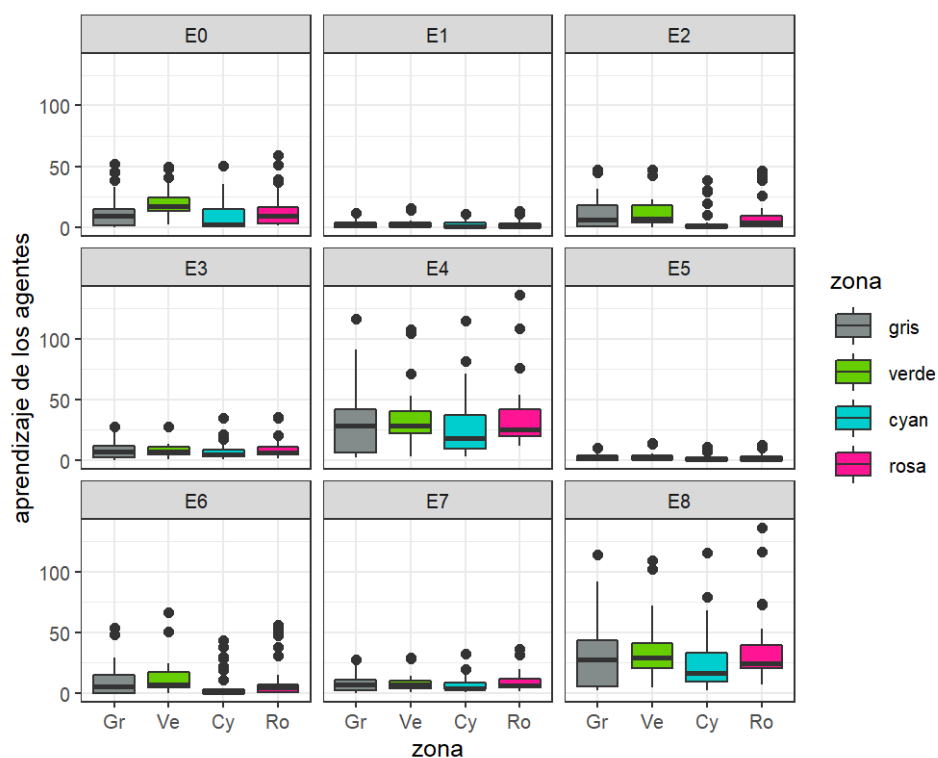 E0 E1 E2
100
50
0
E3 E4 E5
100
50
0
E6 E7 E8
100
50
0
Gr Ve Cy Ro Gr Ve Cy Ro Gr Ve Cy Ro
zona
aprendizaje de los agentes
zona
gris
verde
cyan
rosa